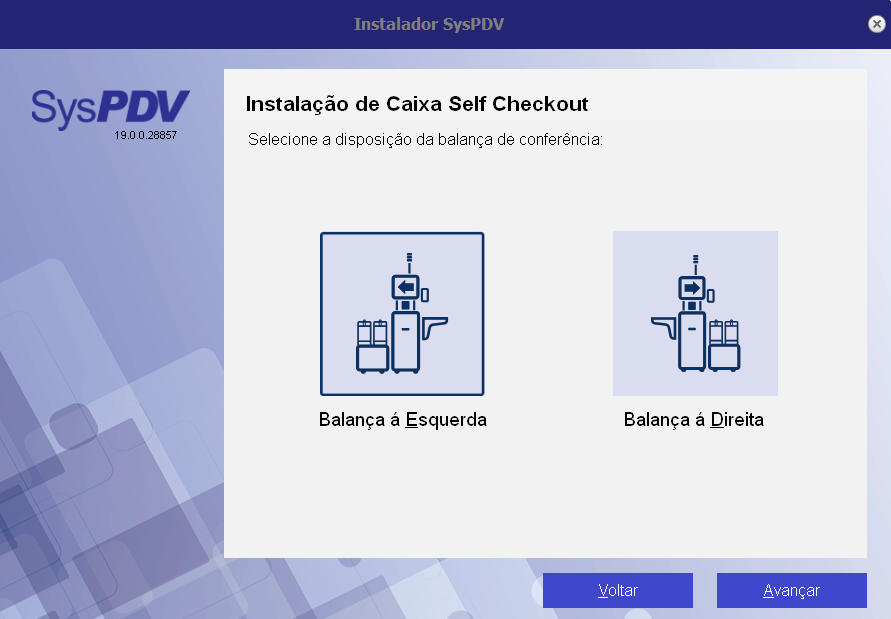 Instalador SysPDV
SysPDV
19.0.0.28857
Instalação de Caixa Self Checkout
Selecione a disposição da balança de conferência:
Balança á Esquerda
Balança á Direita
Voltar
Avançar